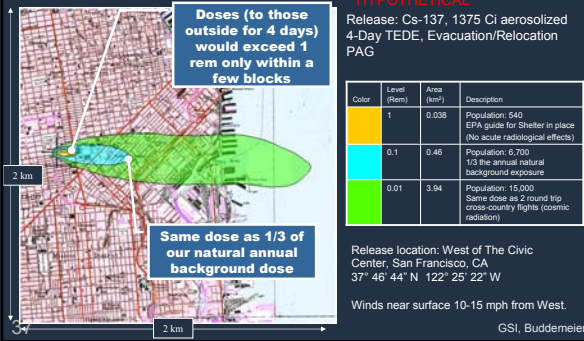 HYPOTHETICAL
Release: Cs-137, 1375 Ci aerosolized
4-Day TEDE, Evacuation/Relocation
PAG
Doses (to those
outside for 4 days)
would exceed 1
rem only within a
few blocks
Color
Level
(Rem)
Area
(km²)
Description
1
0.038
Population: 540
EPA guide for Shelter in place
(No acute radiological effects)
0.1
0.46
Population: 6,700
1/3 the annual natural
background exposure
0.01
3.94
Population: 15,000
Same dose as 2 round trip
cross-country flights (cosmic
radiation)
2 km
Same dose as 1/3 of
our natural annual
background dose
Release location: West of The Civic
Center, San Francisco, CA
37° 46' 44" N 122° 25' 22" W
Winds near surface 10-15 mph from West.
37
2 km
GSI, Buddemeier